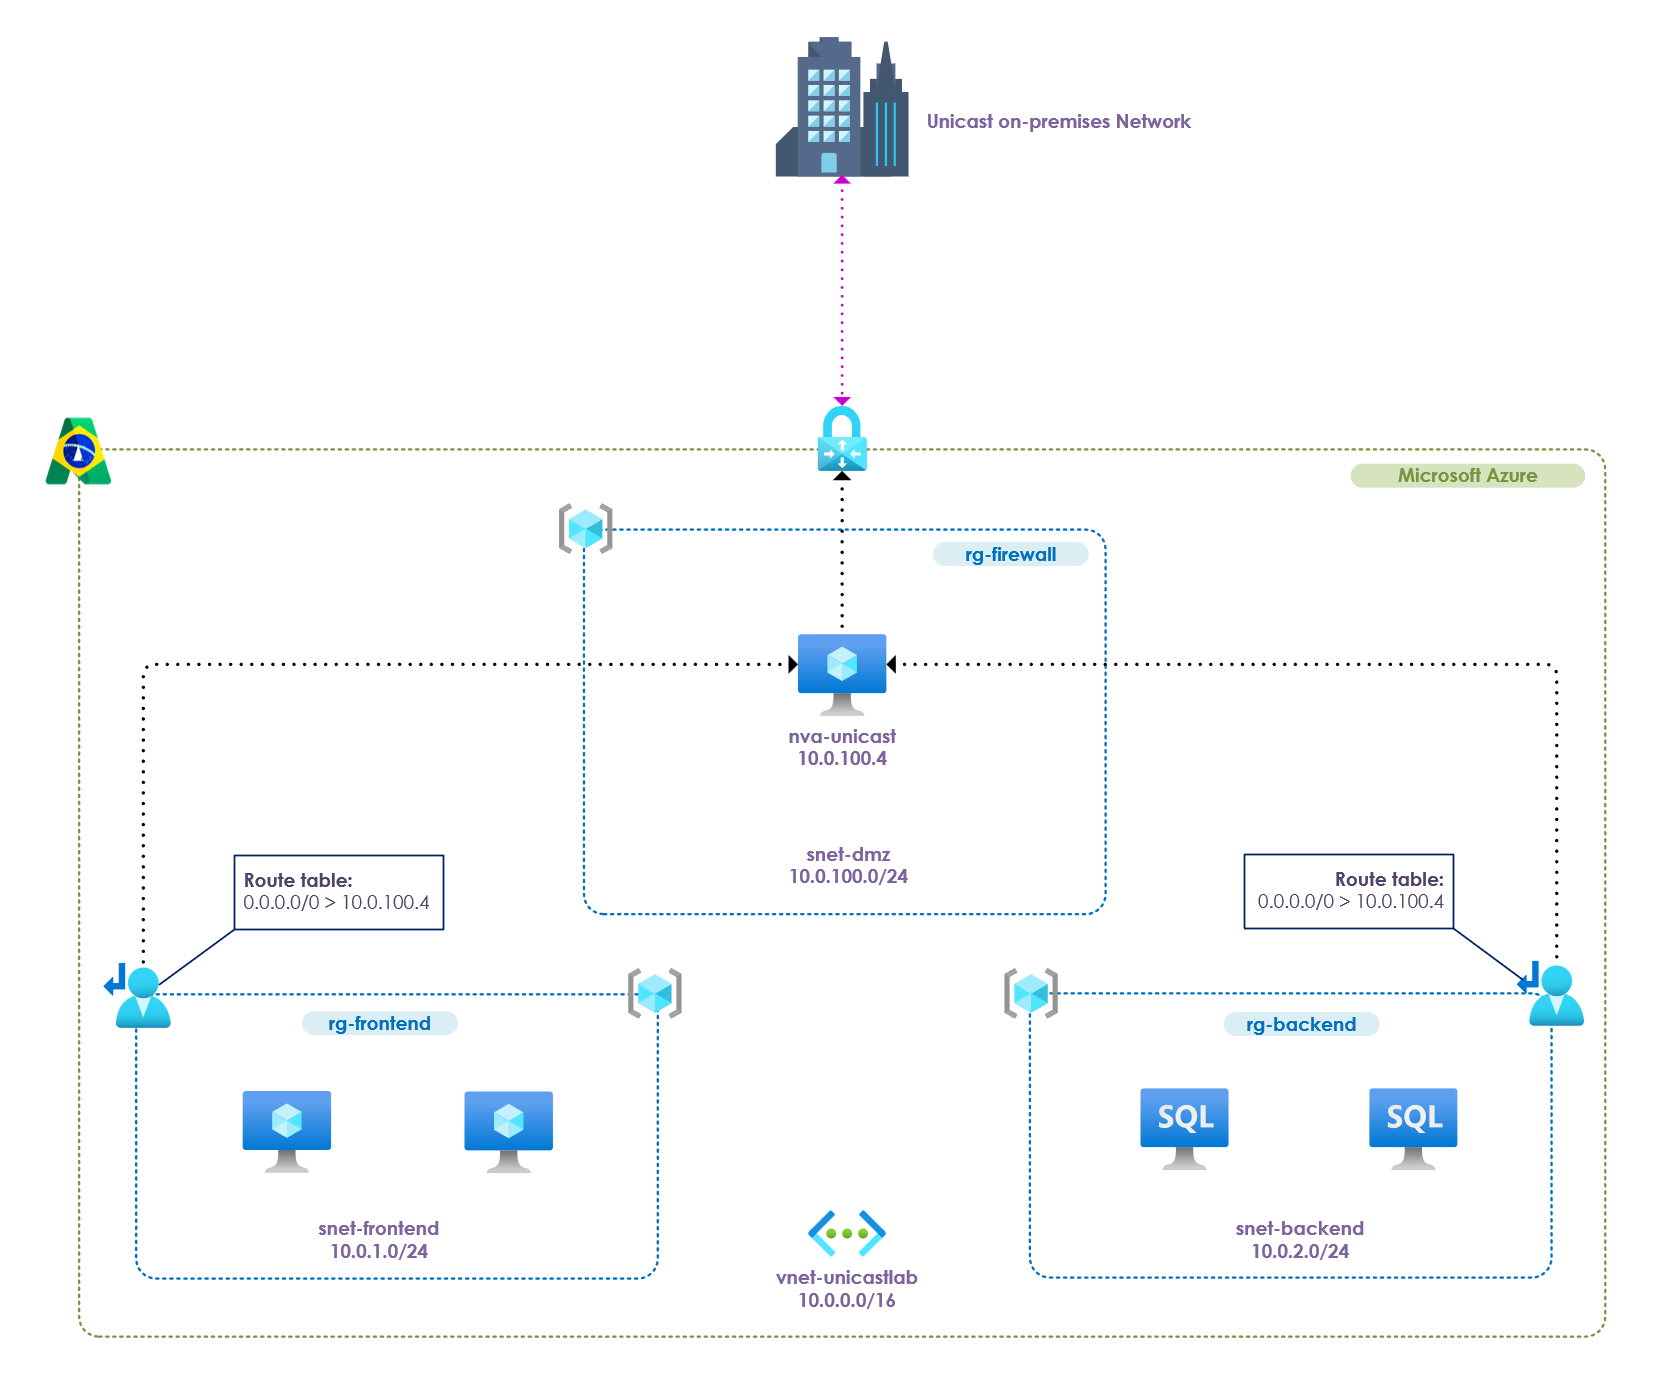 Unicast on-premises Network
Microsoft Azure
rg-firewall
nva-unicast
10.0.100.4
snet-dmz
10.0.100.0/24
Route table:
0.0.0.0/0 > 10.0.100.4
Route table:
0.0.0.0/0 > 10.0.100.4
rg-frontend
rg-backend
SQL
SQL
snet-frontend
10.0.1.0/24
snet-backend
10.0.2.0/24
vnet-unicastlab
10.0.0.0/16